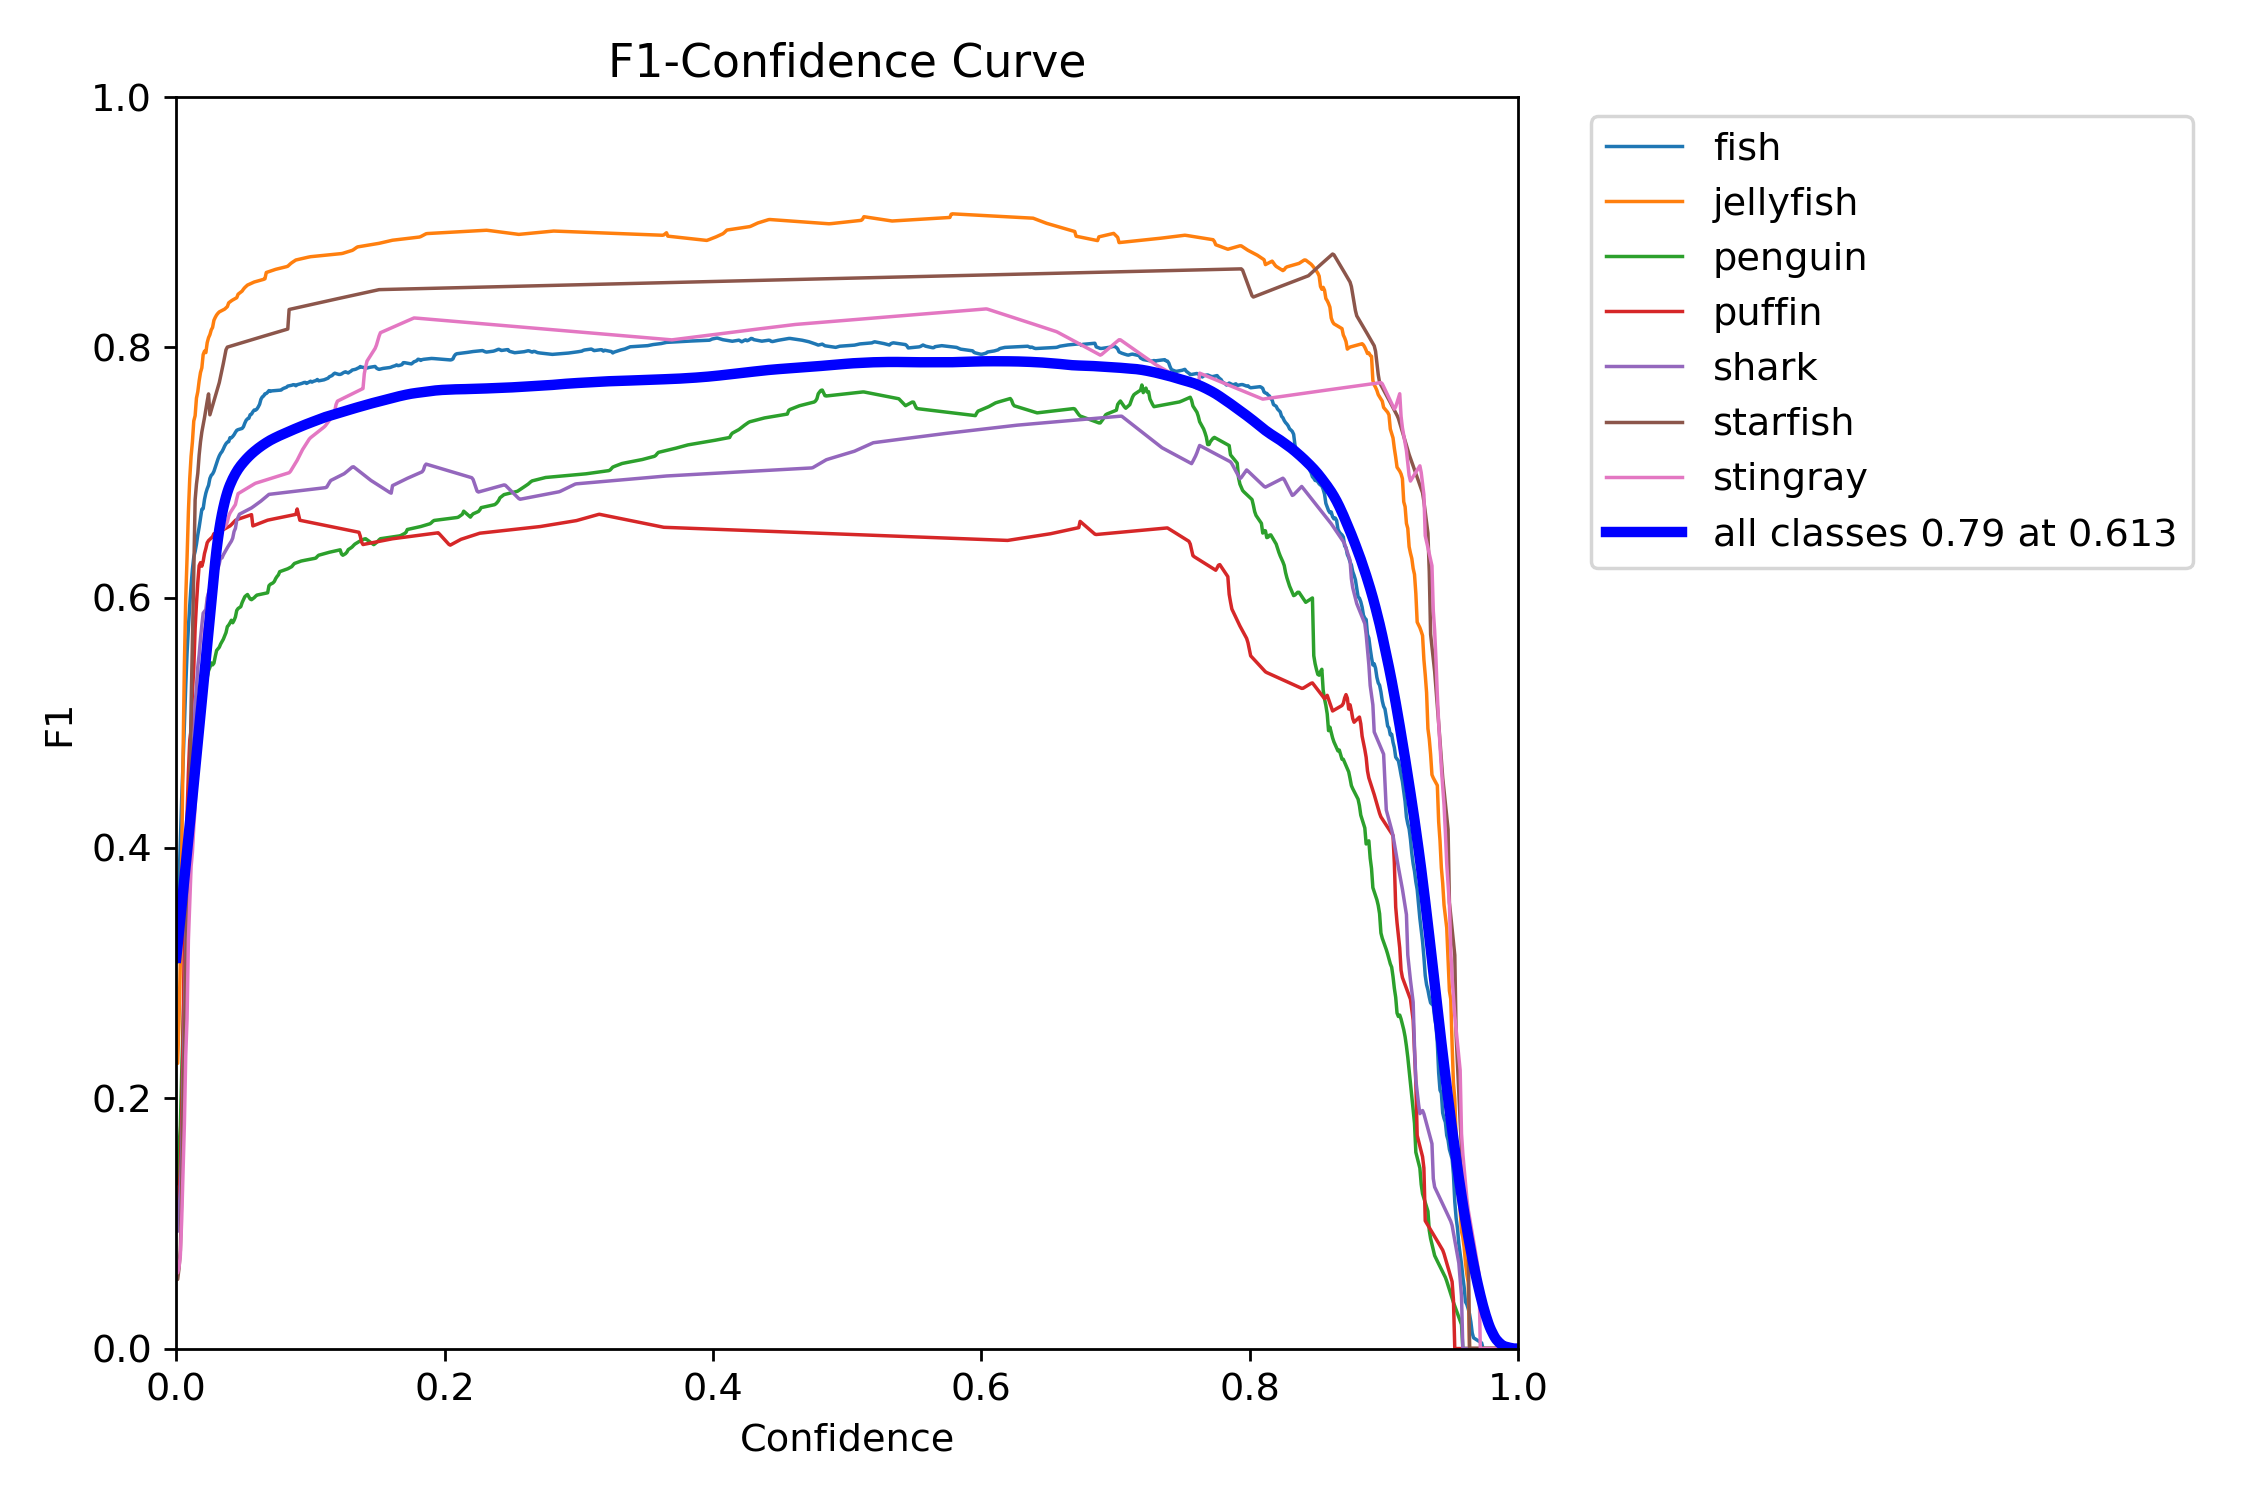 F1-Confidence Curve
1.0
0.8
0.6
0.4
0.2
0.0
F1
0.0 0.2 0.4 0.6 0.8 1.0
Confidence
fish
jellyfish
penguin
puffin
shark
starfish
stingray
all classes 0.79 at 0.613